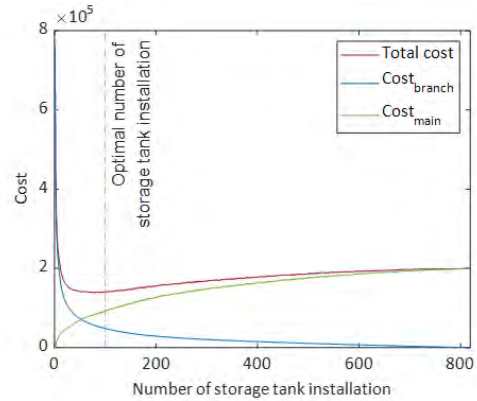 8 × 10⁵
Total cost
Cost_branch
Cost_main
Optimal number of
storage tank installation
6
4
2
0
Cost
0
200
400
600
800
Number of storage tank installation